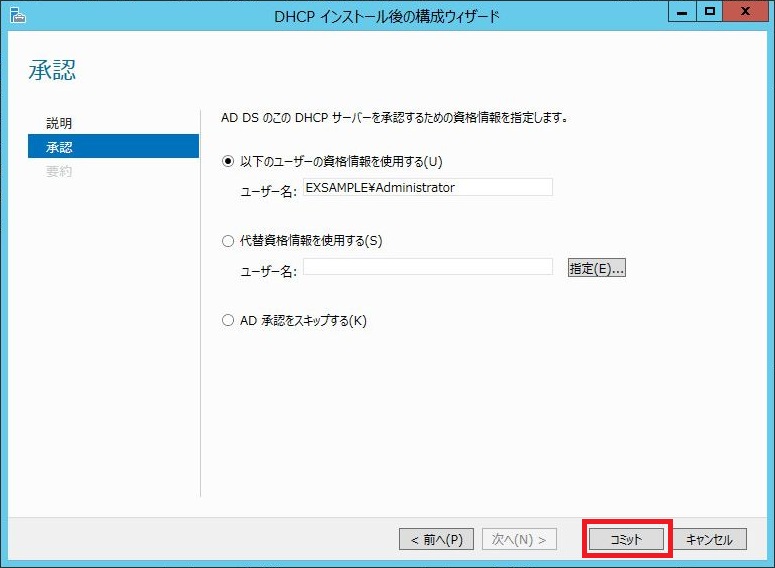 DHCP インストール後の構成ウィザード
承認
説明
承認
要約
AD DS のこの DHCP サーバーを承認するための資格情報を指定します。
以下のユーザーの資格情報を使用する(U)
ユーザー名: EXSAMPLE¥Administrator
代替資格情報を使用する(S)
ユーザー名: 指定(E)...
AD 承認をスキップする(K)
< 前へ(P) 次へ(N) > コミット キャンセル